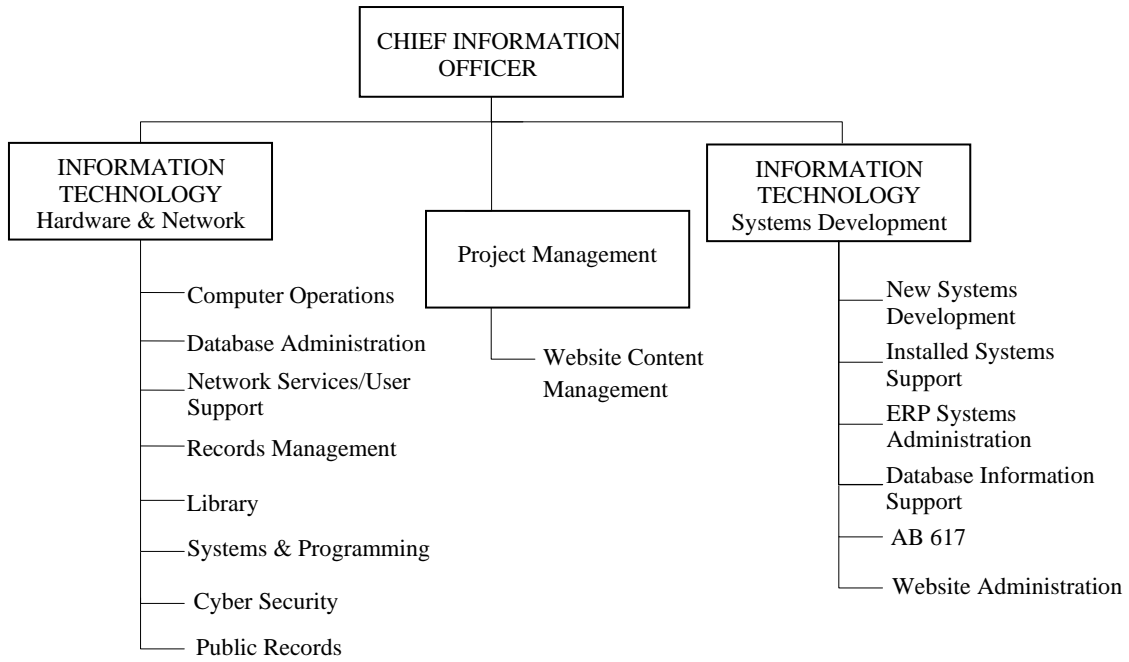 CHIEF INFORMATION
OFFICER
INFORMATION
TECHNOLOGY
Hardware & Network
Computer Operations
Database Administration
Network Services/User
Support
Records Management
Library
Systems & Programming
Cyber Security
Public Records
Project Management
Website Content
Management
INFORMATION
TECHNOLOGY
Systems Development
New Systems
Development
Installed Systems
Support
ERP Systems
Administration
Database Information
Support
AB 617
Website Administration